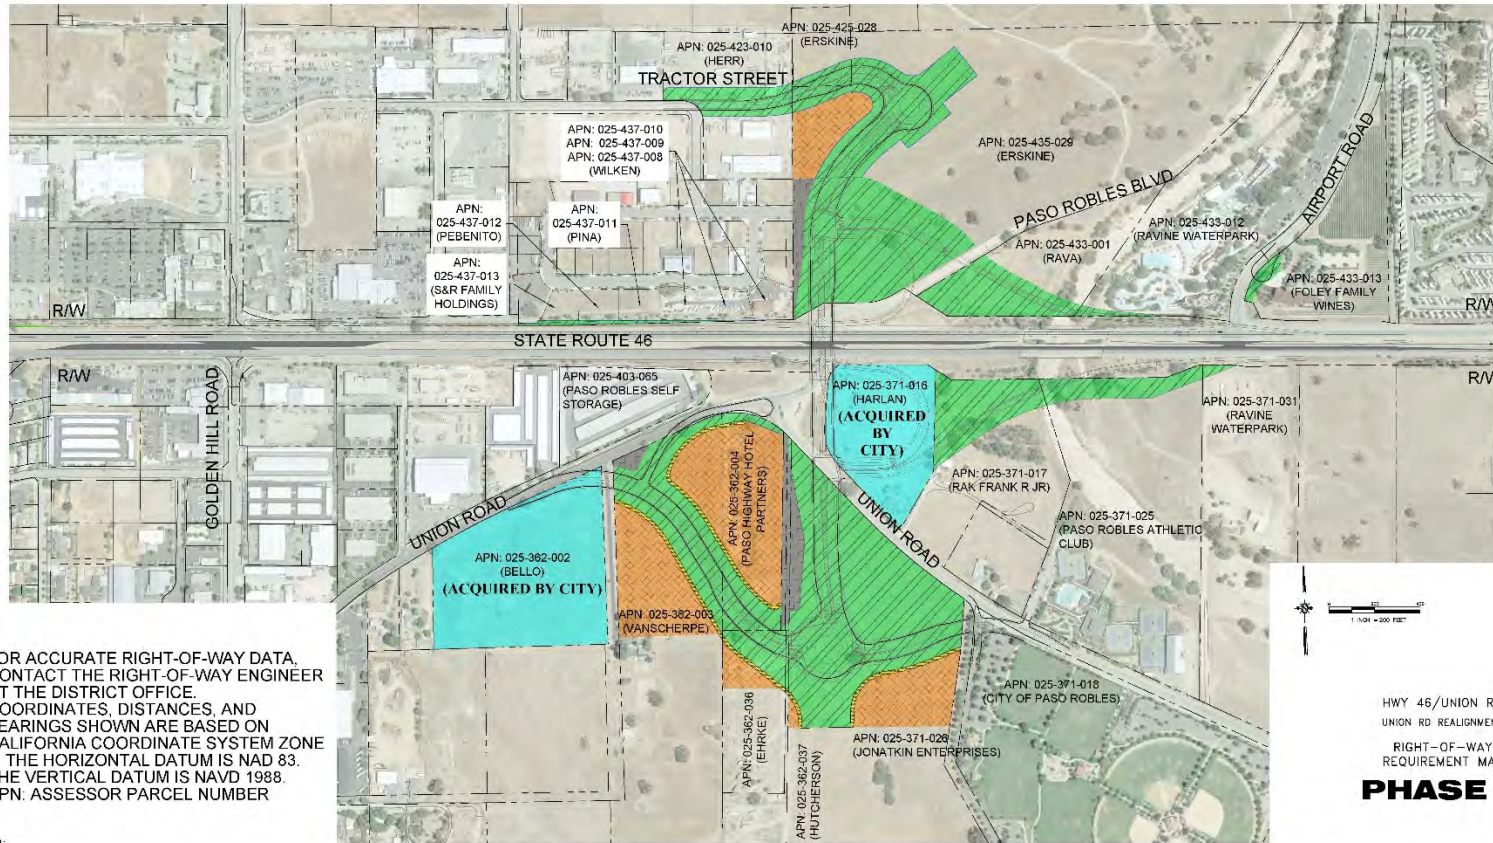 APN: 025-425-028
(ERSKINE)
APN: 025-423-010
(HERR)
TRACTOR STREET
APN: 025-437-010
APN: 025-437-009
APN: 025-437-008
(WILKEN)
APN: 025-435-029
(ERSKINE)
PASO ROBLES BLVD
AIRPORT ROAD
APN:
025-437-012
(PEBENITO)
APN:
025-437-011
(PINA)
APN: 025-433-012
(RAVINE WATERPARK)
APN: 025-433-001
(RAVA)
APN:
025-437-013
(S&R FAMILY
HOLDINGS)
APN: 025-433-013
(FOLEY FAMILY
WINES)
R/W
R/W
STATE ROUTE 46
R/W
R/W
GOLDEN HILL ROAD
APN: 025-403-065
(PASO ROBLES SELF
STORAGE)
APN: 025-371-016
(HARLAN)
(ACQUIRED
BY
CITY)
APN: 025-371-031
(RAVINE
WATERPARK)
APN: 025-362-004
(PASO HIGHWAY HOTEL
PARTNERS)
APN: 025-371-017
(RAK FRANK R JR)
UNION ROAD
UNION ROAD
APN: 025-371-025
(PASO ROBLES ATHLETIC
CLUB)
APN: 025-362-002
(BELLO)
(ACQUIRED BY CITY)
APN: 025-362-003
(VANSCHERPE)
APN: 025-371-018
(CITY OF PASO ROBLES)
APN: 025-362-036
(EHRKE)
APN: 025-362-037
(HUTCHERSON)
APN: 025-371-026
(JONATKIN ENTERPRISES)
OR ACCURATE RIGHT-OF-WAY DATA,
ONTACT THE RIGHT-OF-WAY ENGINEER
T THE DISTRICT OFFICE.
OORDINATES, DISTANCES, AND
EARINGS SHOWN ARE BASED ON
ALIFORNIA COORDINATE SYSTEM ZONE
THE HORIZONTAL DATUM IS NAD 83.
HE VERTICAL DATUM IS NAVD 1988.
PN: ASSESSOR PARCEL NUMBER
1 INCH = 200 FEET
HWY 46/UNION R
UNION RD REALIGNME
RIGHT-OF-WAY
REQUIREMENT MA
PHASE